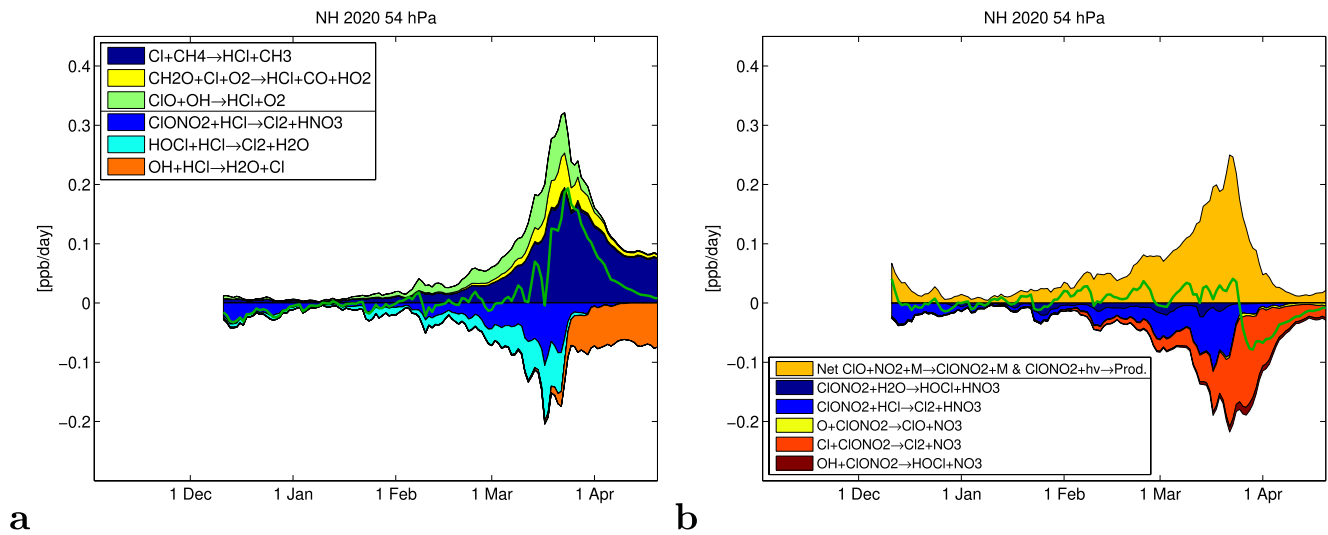 NH 2020 54 hPa
[ppb/day]
0.4
0.3
0.2
0.1
0
−0.1
−0.2
Cl+CH4→HCl+CH3
CH2O+Cl+O2→HCl+CO+HO2
ClO+OH→HCl+O2
ClONO2+HCl→Cl2+HNO3
HOCl+HCl→Cl2+H2O
OH+HCl→H2O+Cl
1 Dec 1 Jan 1 Feb 1 Mar 1 Apr
a
NH 2020 54 hPa
[ppb/day]
0.4
0.3
0.2
0.1
0
−0.1
−0.2
Net ClO+NO2+M→ClONO2+M & ClONO2+hv→Prod.
ClONO2+H2O→HOCl+HNO3
ClONO2+HCl→Cl2+HNO3
O+ClONO2→ClO+NO3
Cl+ClONO2→Cl2+NO3
OH+ClONO2→HOCl+NO3
1 Dec 1 Jan 1 Feb 1 Mar 1 Apr
b